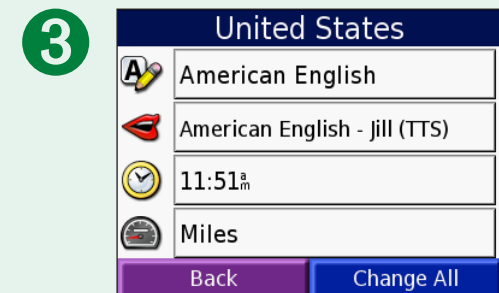 3
United States
A
American English
American English - Jill (TTS)
11:51am
Miles
Back
Change All